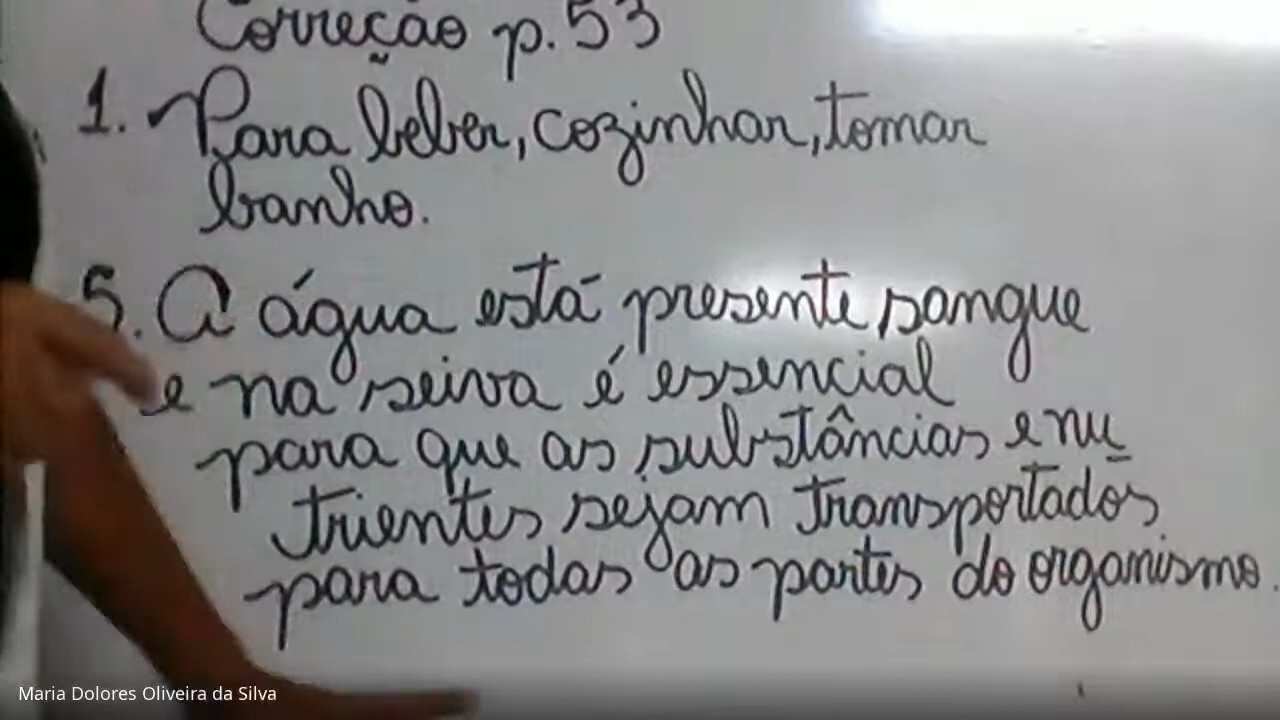 Correção p. 53
1. Para beber, cozinhar, tomar
banho.
5. A água está presente sangue
e na seiva é essencial
para que as substâncias e nu
trientes sejam transportados
para todas as partes do organismo.
Maria Dolores Oliveira da Silva